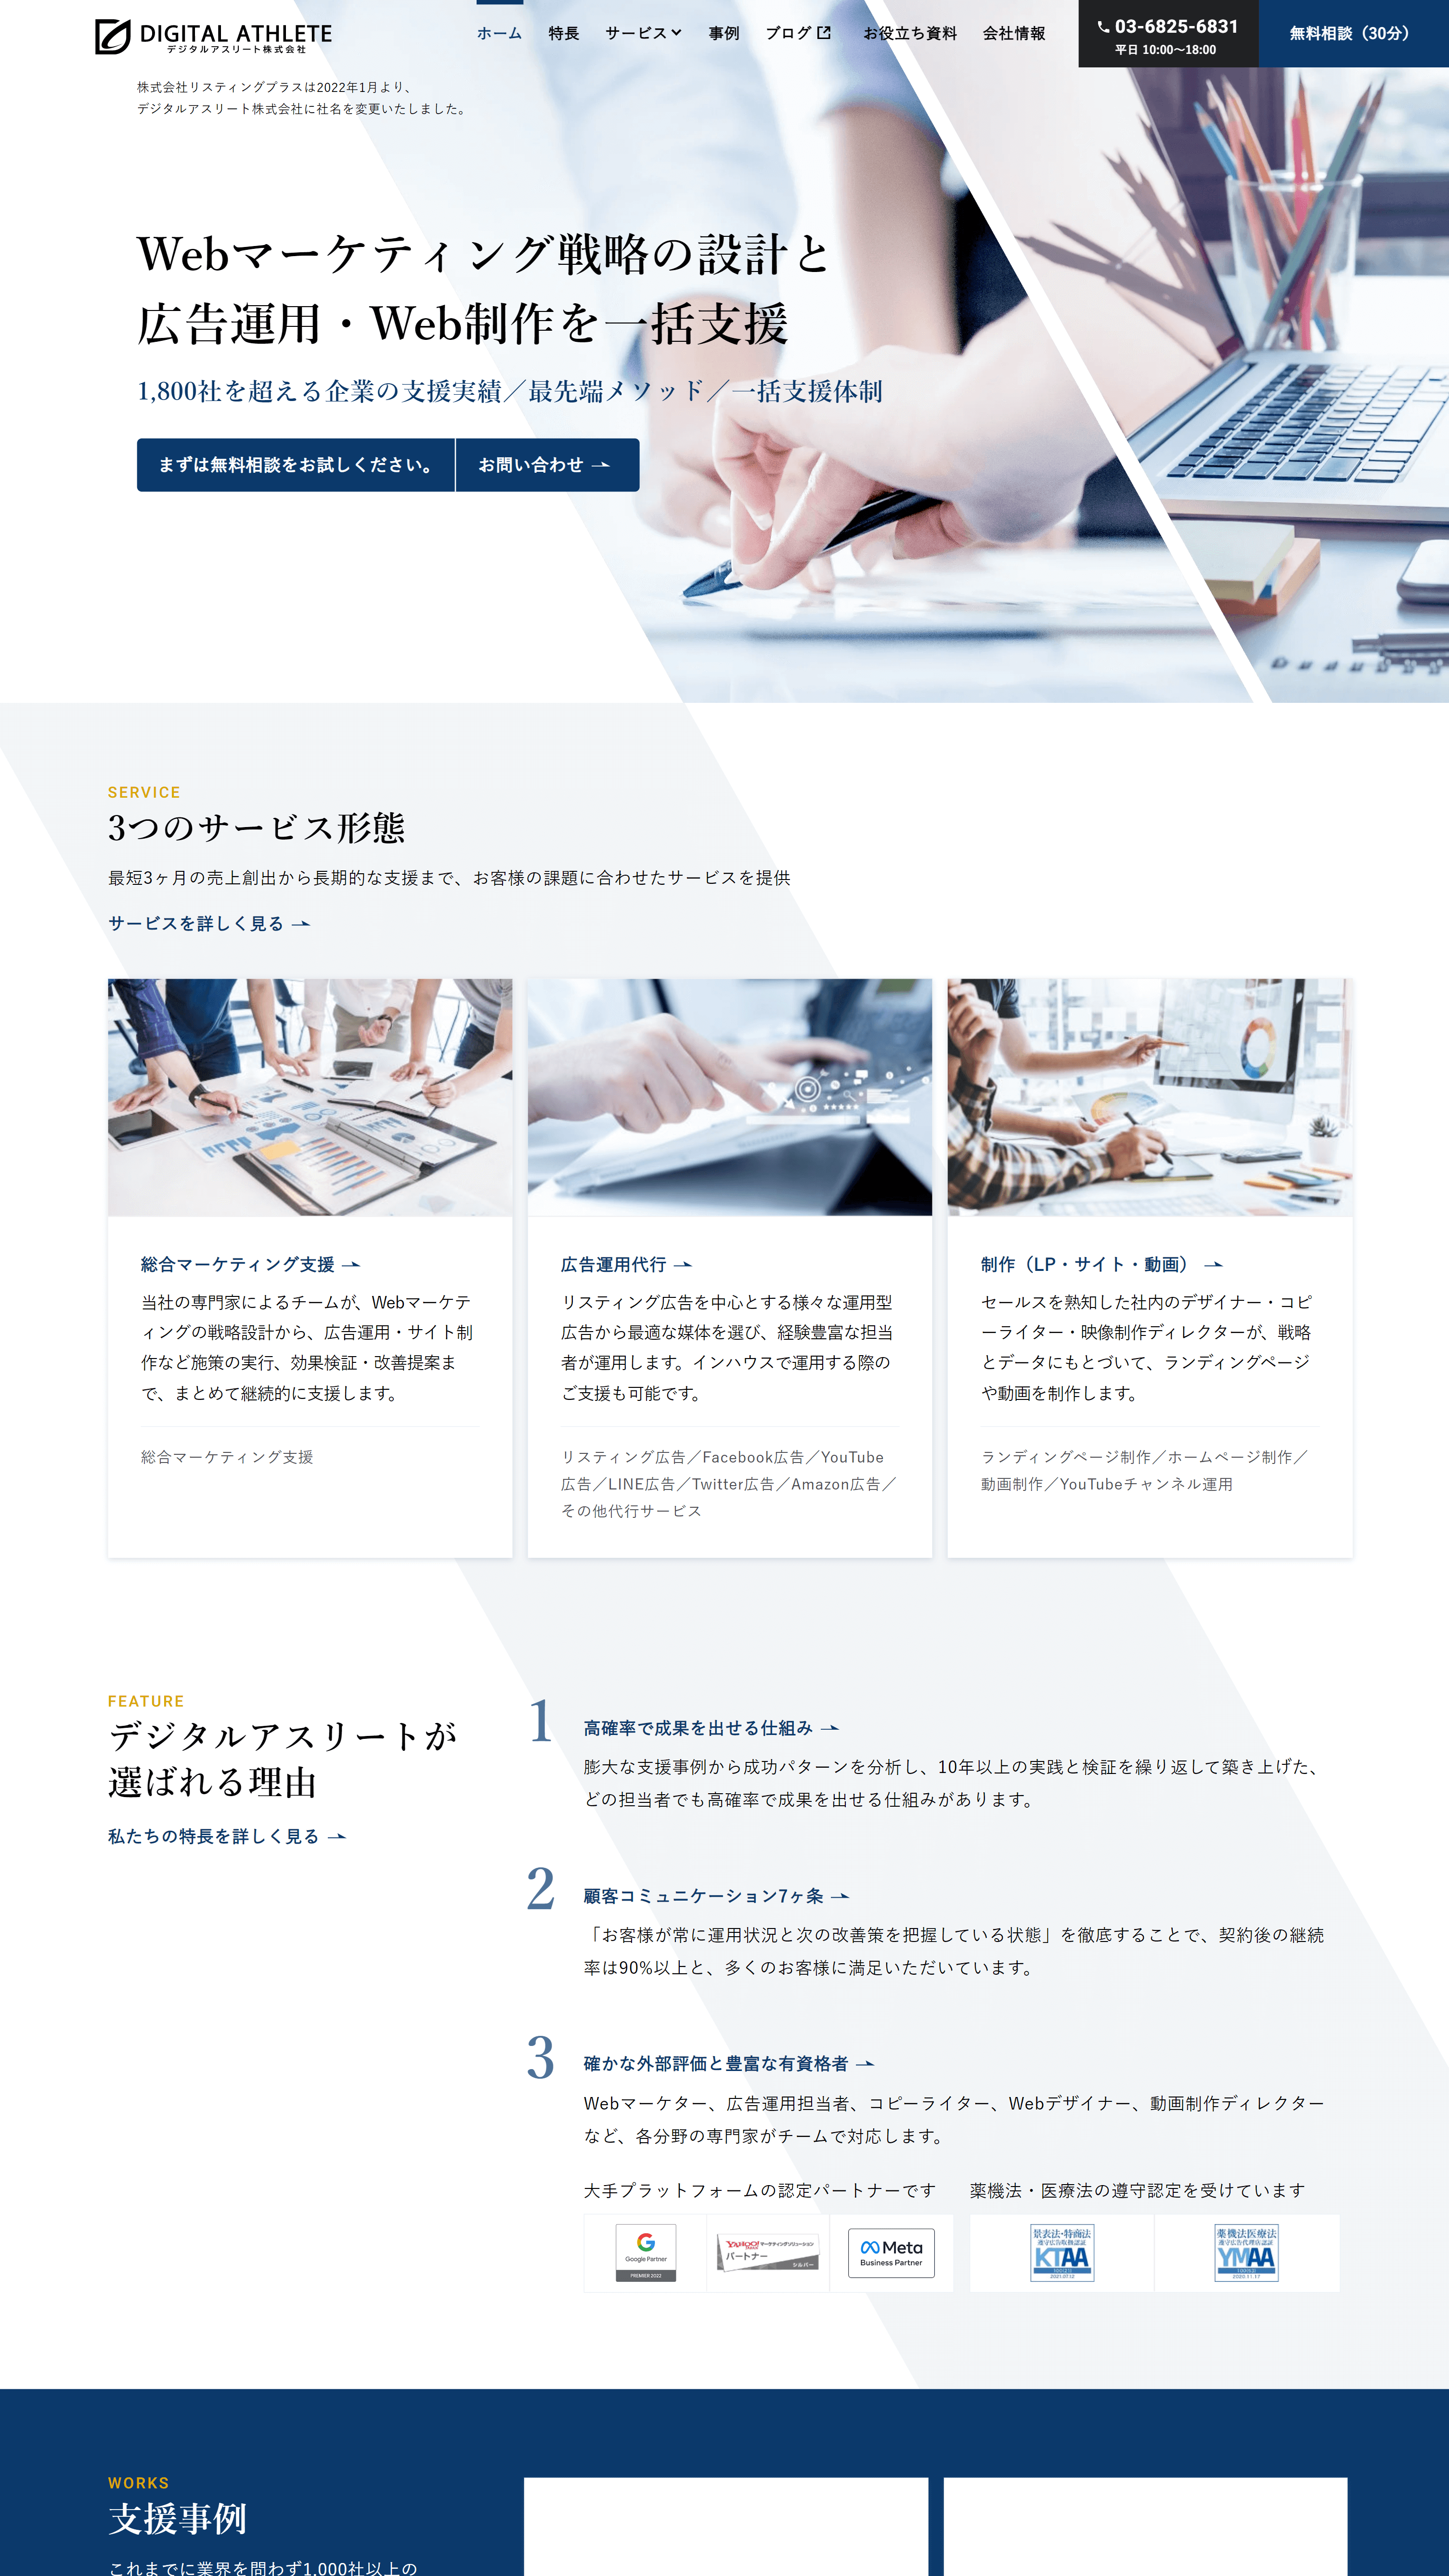 DIGITAL ATHLETE
デジタルアスリート株式会社
ホーム
特長
サービス
事例
ブログ
お役立ち資料
会社情報
03-6825-6831
平日 10:00〜18:00
無料相談（30分）
株式会社リスティングプラスは2022年1月より、
デジタルアスリート株式会社に社名を変更いたしました。
Webマーケティング戦略の設計と
広告運用・Web制作を一括支援
1,800社を超える企業の支援実績／最先端メソッド／一括支援体制
まずは無料相談をお試しください。
お問い合わせ
SERVICE
3つのサービス形態
最短3ヶ月の売上創出から長期的な支援まで、お客様の課題に合わせたサービスを提供
サービスを詳しく見る
総合マーケティング支援
当社の専門家によるチームが、Webマーケテ
ィングの戦略設計から、広告運用・サイト制
作など施策の実行、効果検証・改善提案ま
で、まとめて継続的に支援します。
総合マーケティング支援
広告運用代行
リスティング広告を中心とする様々な運用型
広告から最適な媒体を選び、経験豊富な担当
者が運用します。インハウスで運用する際の
ご支援も可能です。
リスティング広告／Facebook広告／YouTube
広告／LINE広告／Twitter広告／Amazon広告／
その他代行サービス
制作（LP・サイト・動画）
セールスを熟知した社内のデザイナー・コピ
ーライター・映像制作ディレクターが、戦略
とデータにもとづいて、ランディングページ
や動画を制作します。
ランディングページ制作／ホームページ制作／
動画制作／YouTubeチャンネル運用
FEATURE
デジタルアスリートが
選ばれる理由
私たちの特長を詳しく見る
1
高確率で成果を出せる仕組み
膨大な支援事例から成功パターンを分析し、10年以上の実践と検証を繰り返して築き上げた、
どの担当者でも高確率で成果を出せる仕組みがあります。
2
顧客コミュニケーション7ヶ条
「お客様が常に運用状況と次の改善策を把握している状態」を徹底することで、契約後の継続
率は90%以上と、多くのお客様に満足いただいています。
3
確かな外部評価と豊富な有資格者
Webマーケター、広告運用担当者、コピーライター、Webデザイナー、動画制作ディレクター
など、各分野の専門家がチームで対応します。
大手プラットフォームの認定パートナーです
Google Partner
PREMIER 2022
YAHOO! JAPAN マーケティングソリューション
パートナー
シルバー
Meta
Business Partner
薬機法・医療法の遵守認定を受けています
景表法・特商法
遵守広告取扱認証
KTAA
2021.07.12
薬機法医療法
遵守広告代理店認証
YMAA
2020.11.17
WORKS
支援事例
これまでに業界を問わず1,000社以上の